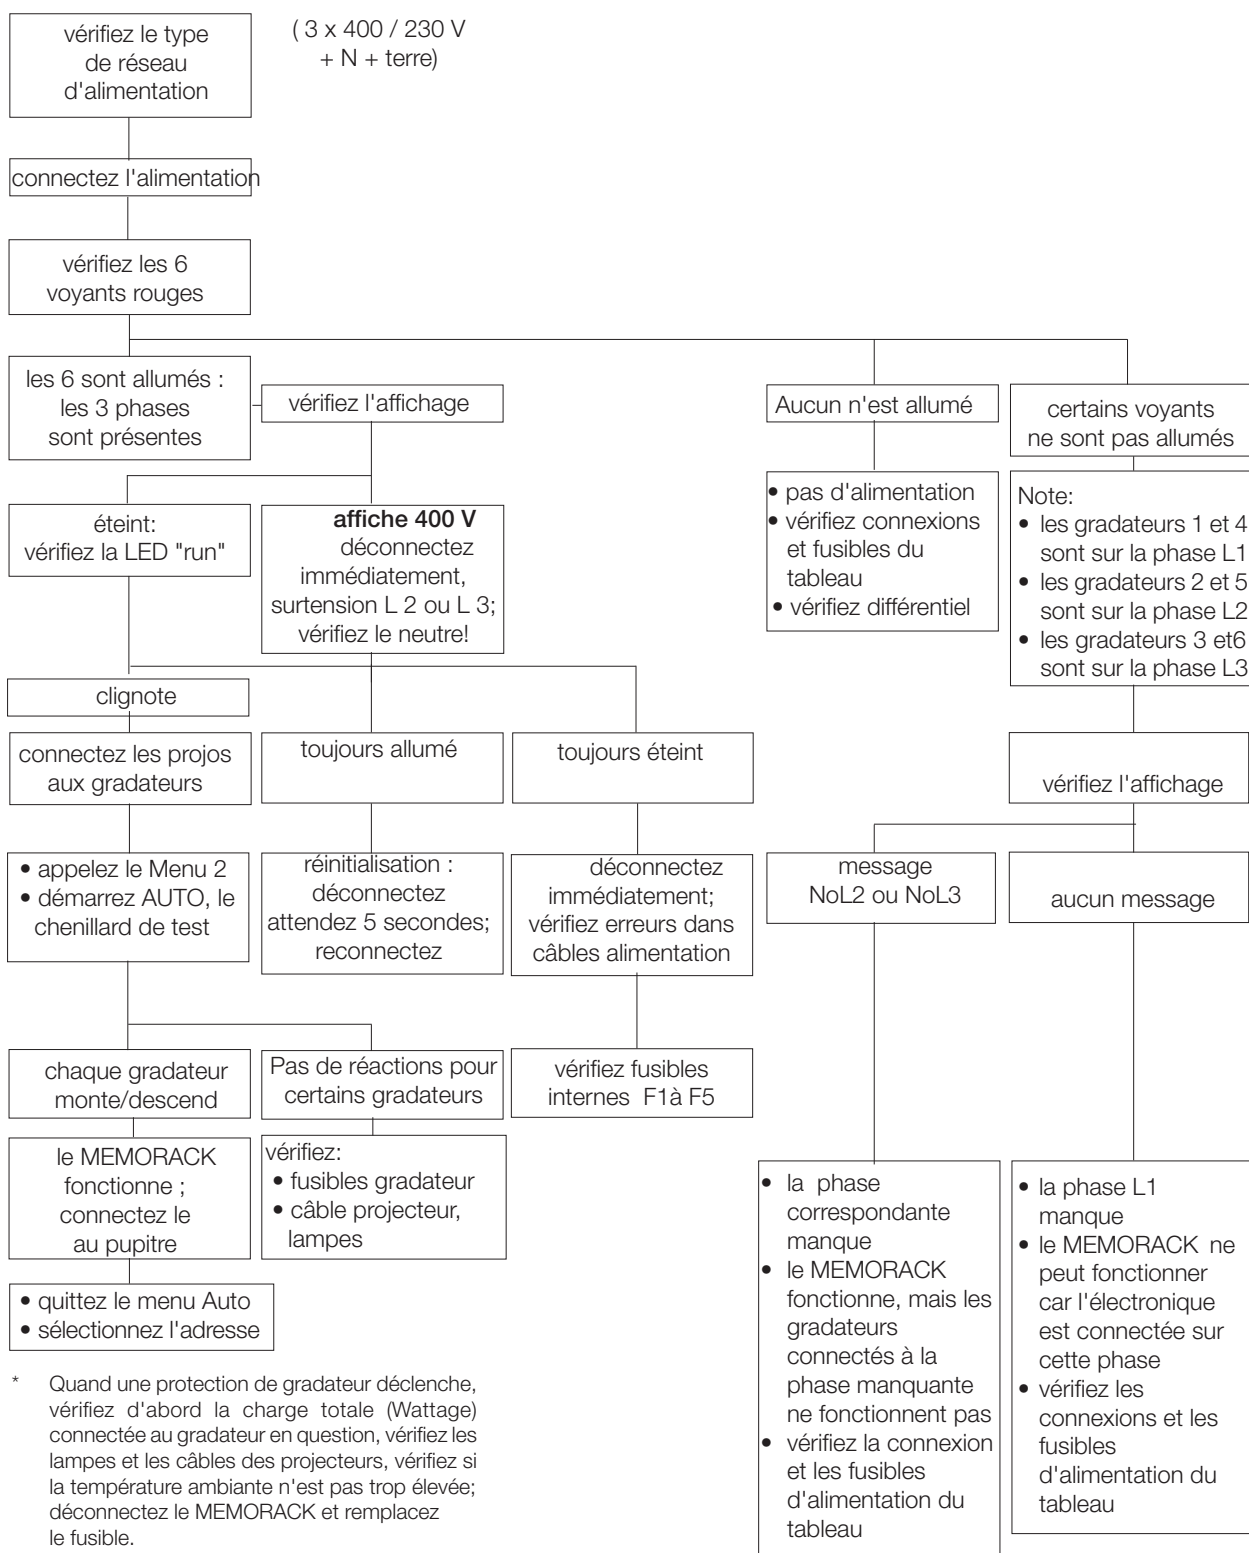 vérifiez le type
de réseau
d'alimentation
( 3 x 400 / 230 V
+ N + terre)
connectez l'alimentation
vérifiez les 6
voyants rouges
les 6 sont allumés :
les 3 phases
sont présentes
vérifiez l'affichage
Aucun n'est allumé
certains voyants
ne sont pas allumés
éteint:
vérifiez la LED "run"
affiche 400 V
déconnectez
immédiatement,
surtension L 2 ou L 3;
vérifiez le neutre!
• pas d'alimentation
• vérifiez connexions
et fusibles du
tableau
• vérifiez différentiel
Note:
• les gradateurs 1 et 4
sont sur la phase L1
• les gradateurs 2 et 5
sont sur la phase L2
• les gradateurs 3 et6
sont sur la phase L3
clignote
connectez les projos
aux gradateurs
toujours allumé
toujours éteint
vérifiez l'affichage
• appelez le Menu 2
• démarrez AUTO, le
chenillard de test
réinitialisation :
déconnectez
attendez 5 secondes;
reconnectez
déconnectez
immédiatement;
vérifiez erreurs dans
câbles alimentation
message
NoL2 ou NoL3
aucun message
chaque gradateur
monte/descend
Pas de réactions pour
certains gradateurs
vérifiez fusibles
internes F1à F5
le MEMORACK
fonctionne ;
connectez le
au pupitre
vérifiez:
• fusibles gradateur
• câble projecteur,
lampes
• la phase
correspondante
manque
• le MEMORACK
fonctionne, mais les
gradateurs
connectés à la
phase manquante
ne fonctionnent pas
• vérifiez la connexion
et les fusibles
d'alimentation du
tableau
• la phase L1
manque
• le MEMORACK ne
peut fonctionner
car l'électronique
est connectée sur
cette phase
• vérifiez les
connexions et les
fusibles
d'alimentation du
tableau
• quittez le menu Auto
• sélectionnez l'adresse
* Quand une protection de gradateur déclenche,
vérifiez d'abord la charge totale (Wattage)
connectée au gradateur en question, vérifiez les
lampes et les câbles des projecteurs, vérifiez si
la température ambiante n'est pas trop élevée;
déconnectez le MEMORACK et remplacez
le fusible.